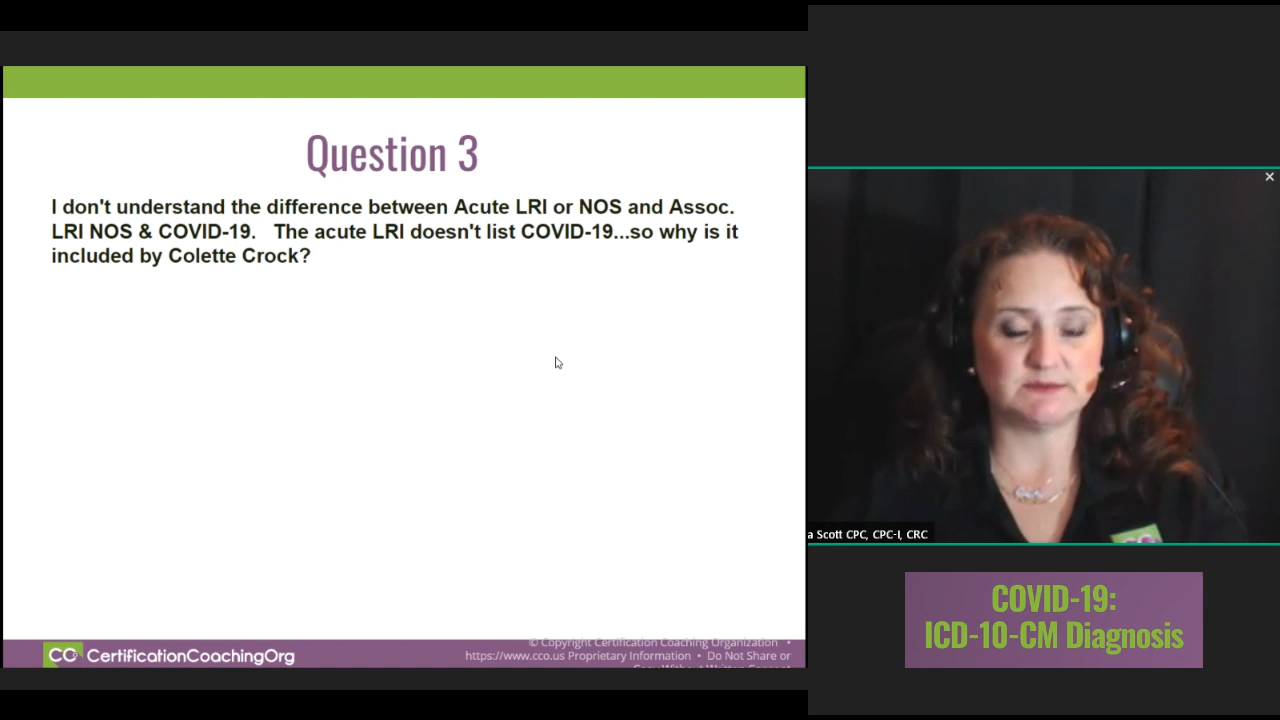 Question 3
I don't understand the difference between Acute LRI or NOS and Assoc.
LRI NOS & COVID-19. The acute LRI doesn't list COVID-19...so why is it
included by Colette Crock?
CC CertificationCoachingOrg
© Copyright Certification Coaching Organization •
https://www.cco.us Proprietary Information • Do Not Share or
a Scott CPC, CPC-I, CRC
COVID-19:
ICD-10-CM Diagnosis